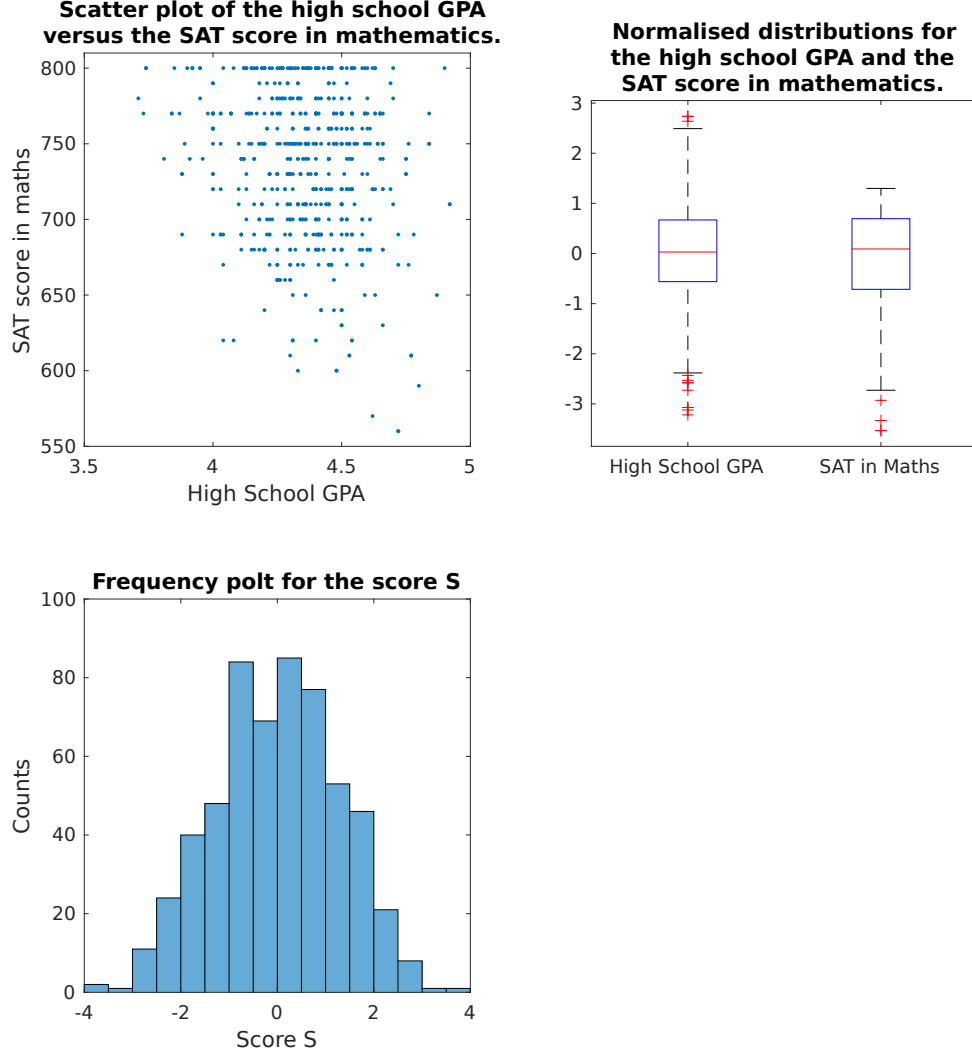 Scatter plot of the high school GPA
versus the SAT score in mathematics.
800
750
700
650
600
550
SAT score in maths
3.5 4 4.5 5
High School GPA
Normalised distributions for
the high school GPA and the
SAT score in mathematics.
3
2
1
0
-1
-2
-3
High School GPA SAT in Maths
Frequency polt for the score S
100
80
60
40
20
0
Counts
-4 -2 0 2 4
Score S